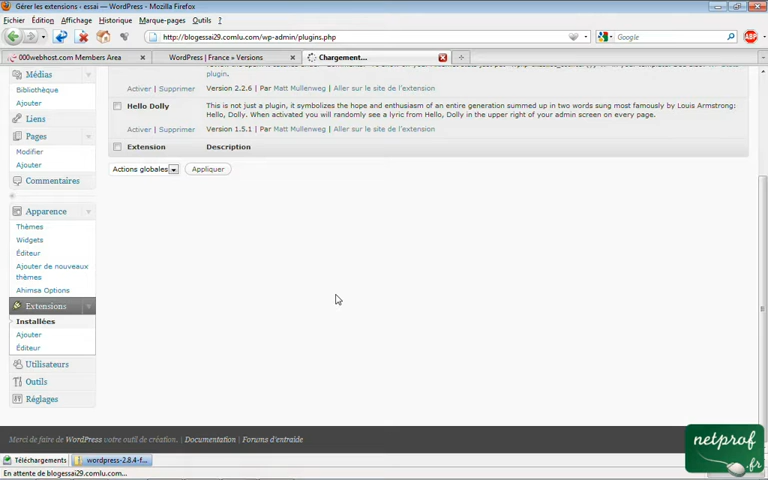 Gérer les extensions ‹ essai — WordPress - Mozilla Firefox
Fichier Édition Affichage Historique Marque-pages Outils ?
http://blogessai29.comlu.com/wp-admin/plugins.php
Google
ABP
000webhost.com Members Area
WordPress | France » Versions
Chargement...
Médias
Bibliothèque
Ajouter
Liens
Pages
Modifier
Ajouter
Commentaires
Apparence
Thèmes
Widgets
Éditeur
Ajouter de nouveaux
thèmes
Ahimsa Options
Extensions
Installées
Ajouter
Éditeur
Utilisateurs
Outils
Réglages
plugin.
Activer | Supprimer
Version 2.2.6 | Par Matt Mullenweg | Aller sur le site de l'extension
Hello Dolly
This is not just a plugin, it symbolizes the hope and enthusiasm of an entire generation summed up in two words sung most famously by Louis Armstrong:
Hello, Dolly. When activated you will randomly see a lyric from Hello, Dolly in the upper right of your admin screen on every page.
Activer | Supprimer
Version 1.5.1 | Par Matt Mullenweg | Aller sur le site de l'extension
Extension
Description
Actions globales
Appliquer
Merci de faire de WordPress votre outil de création. | Documentation | Forums d'entraide
Téléchargements
wordpress-2.8.4-f...
En attente de blogessai29.comlu.com...
netprof
.fr